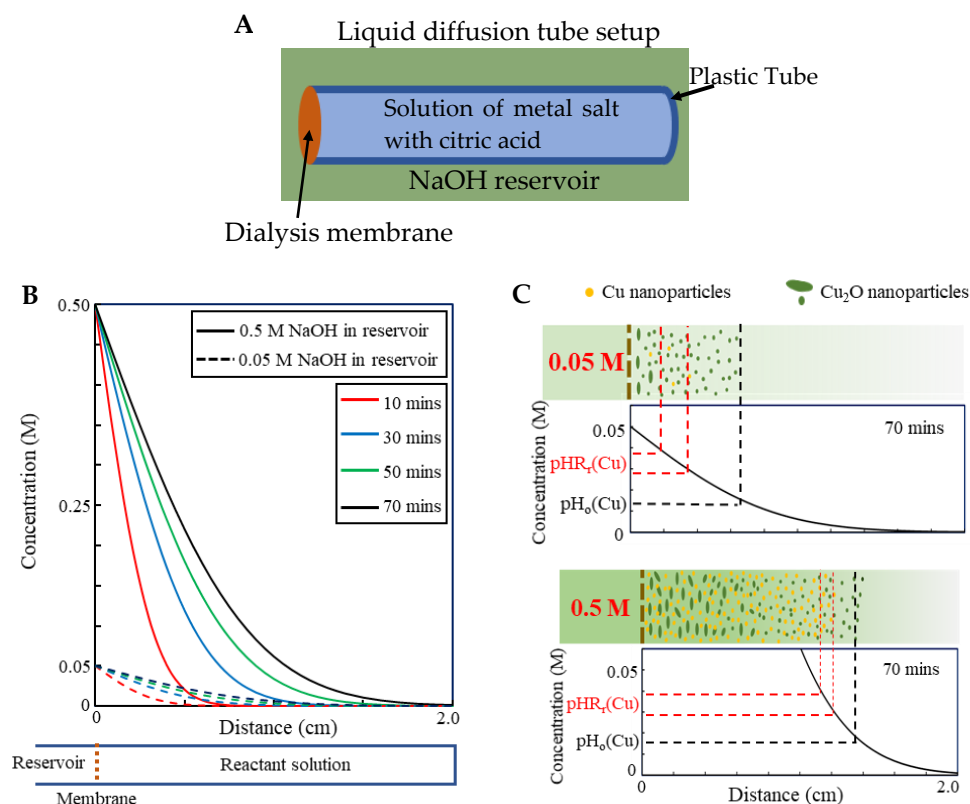 A
Liquid diffusion tube setup
Plastic Tube
Solution of metal salt
with citric acid
NaOH reservoir
Dialysis membrane
B
0.50
0.25
0.05
0
Concentration (M)
0.5 M NaOH in reservoir
0.05 M NaOH in reservoir
10 mins
30 mins
50 mins
70 mins
0
Distance (cm)
2.0
Reservoir
Reactant solution
Membrane
C
Cu nanoparticles
Cu₂O nanoparticles
0.05 M
Concentration (M)
0.05
pHRᵣ(Cu)
pHₒ(Cu)
0
70 mins
0.5 M
Concentration (M)
0.05
pHRᵣ(Cu)
pHₒ(Cu)
0
70 mins
0
Distance (cm)
2.0